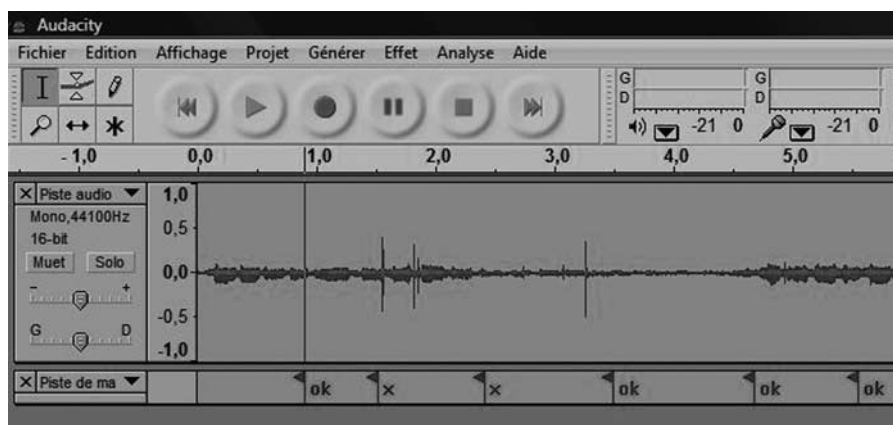 Audacity
Fichier Edition Affichage Projet Générer Effet Analyse Aide
G
D
-21 0
G
D
-21 0
- 1,0 0,0 1,0 2,0 3,0 4,0 5,0
Piste audio
Mono,44100Hz
16-bit
Muet Solo
- +
G D
1,0
0,5
0,0
-0,5
-1,0
Piste de ma
ok × × ok ok ok